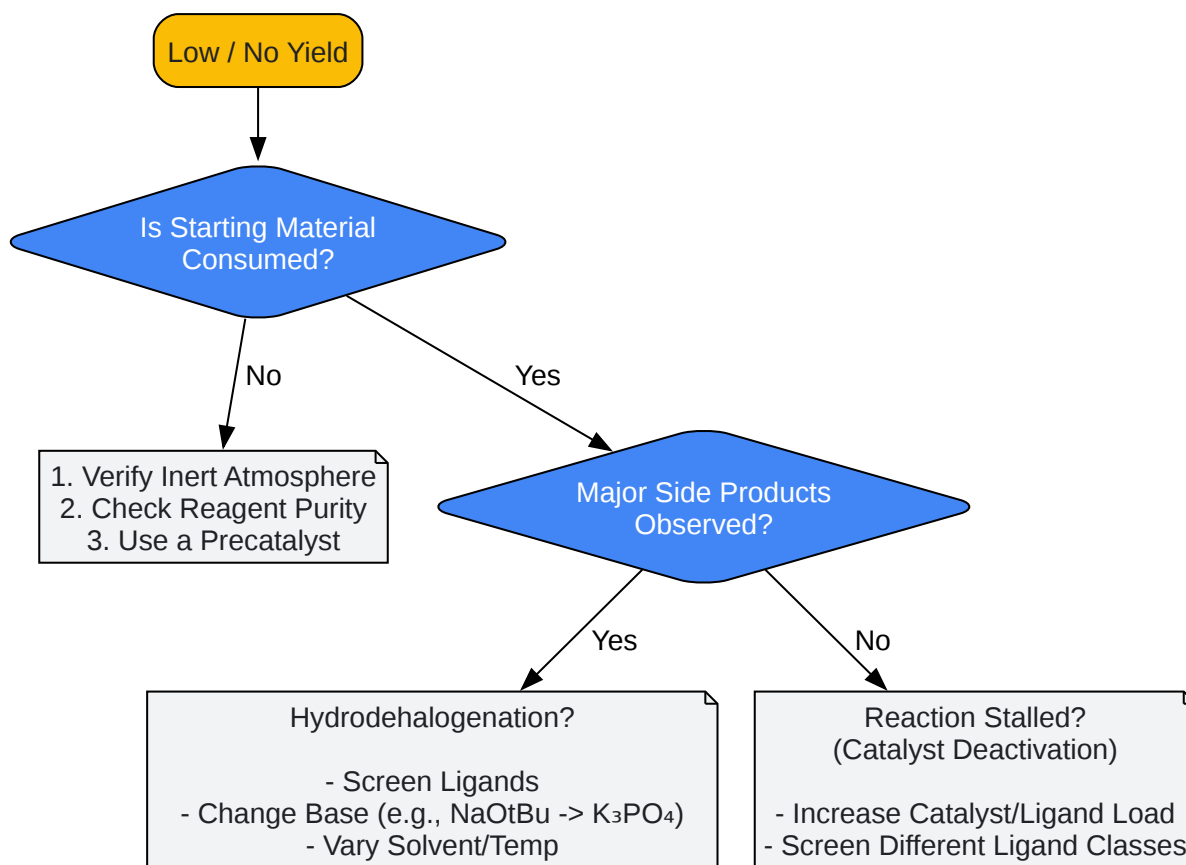 Low / No Yield
Is Starting Material
Consumed?
No
Yes
1. Verify Inert Atmosphere
2. Check Reagent Purity
3. Use a Precatalyst
Major Side Products
Observed?
Yes
No
Hydrodehalogenation?
- Screen Ligands
- Change Base (e.g., NaOtBu -> K₃PO₄)
- Vary Solvent/Temp
Reaction Stalled?
(Catalyst Deactivation)
- Increase Catalyst/Ligand Load
- Screen Different Ligand Classes